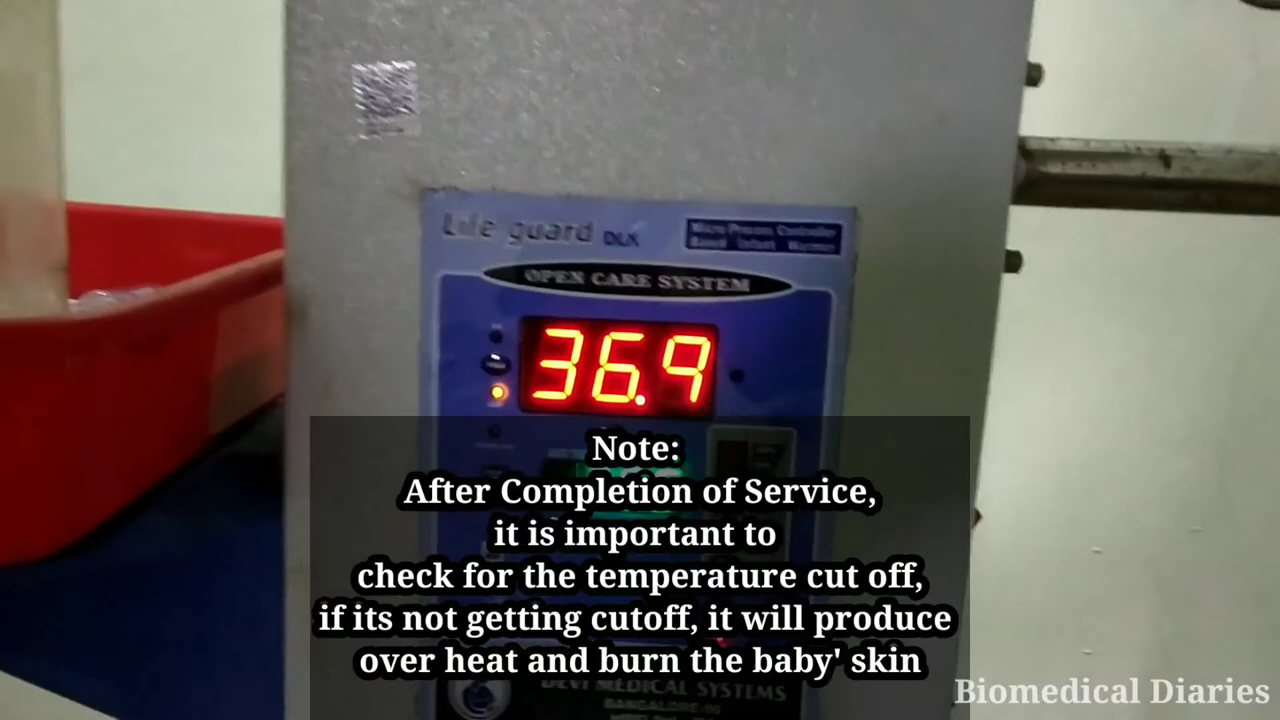 Life guard DLX
Micro Process Controller
Based Infant Warmer
OPEN CARE SYSTEM
36.9
Note:
After Completion of Service,
it is important to
check for the temperature cut off,
if its not getting cutoff, it will produce
over heat and burn the baby' skin
DEVI MEDICAL SYSTEMS
Biomedical Diaries